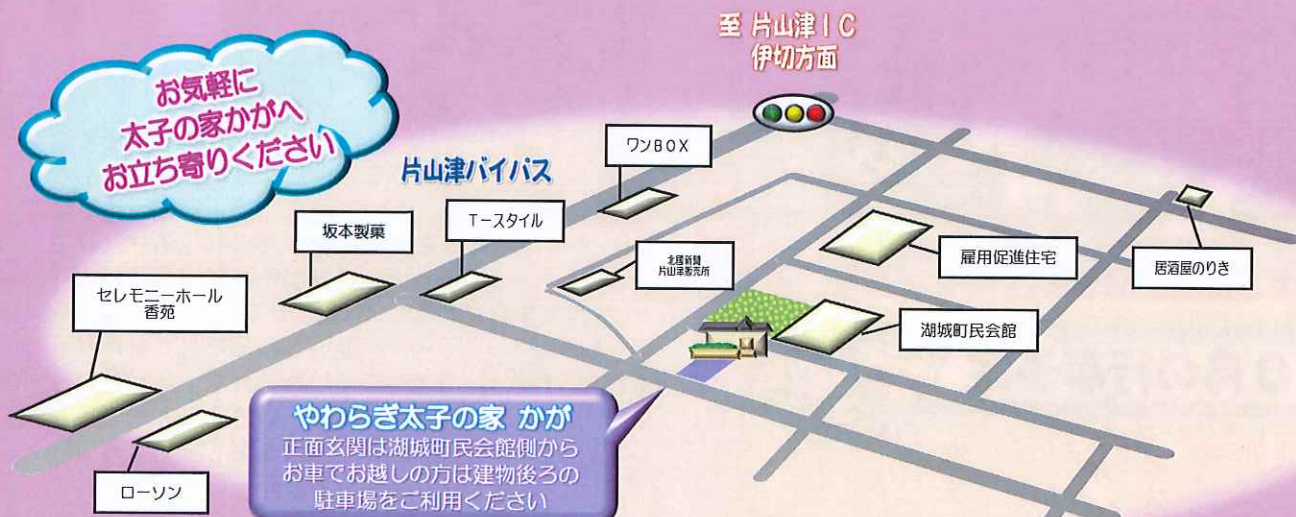 至 片山津IC
伊切方面
お気軽に
太子の家かがへ
お立ち寄りください
片山津バイパス
ワンBOX
Tースタイル
坂本製菓
セレモニーホール
香苑
北國新聞
片山津販売所
雇用促進住宅
居酒屋のりき
湖城町民会館
やわらぎ太子の家 かが
正面玄関は湖城町民会館側から
お車でお越しの方は建物後ろの
駐車場をご利用ください
ローソン